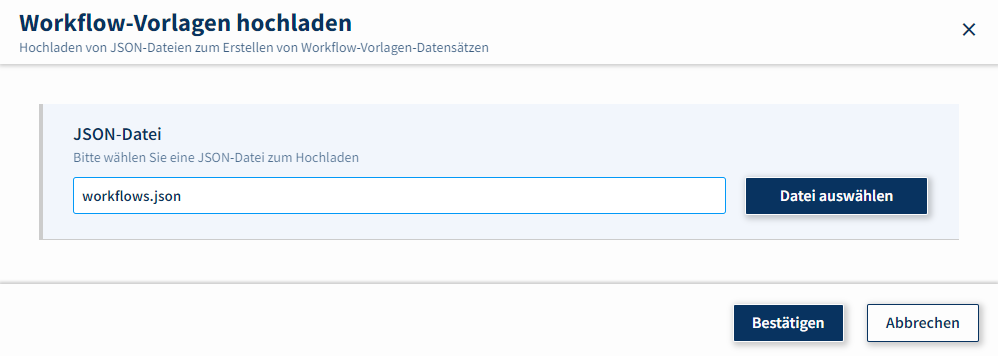 Workflow-Vorlagen hochladen
Hochladen von JSON-Dateien zum Erstellen von Workflow-Vorlagen-Datensätzen
JSON-Datei
Bitte wählen Sie eine JSON-Datei zum Hochladen
workflows.json
Datei auswählen
Bestätigen
Abbrechen